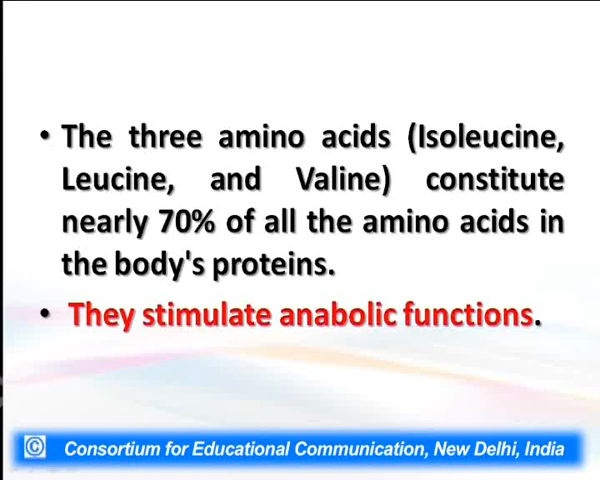 • The three amino acids (Isoleucine,
Leucine, and Valine) constitute
nearly 70% of all the amino acids in
the body's proteins.
• They stimulate anabolic functions.
© Consortium for Educational Communication, New Delhi, India